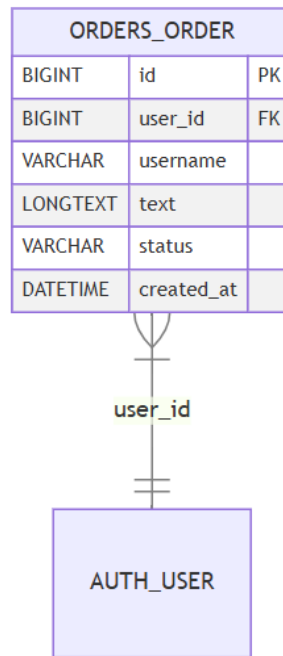 ORDERS_ORDER
BIGINT id PK
BIGINT user_id FK
VARCHAR username
LONGTEXT text
VARCHAR status
DATETIME created_at
user_id
AUTH_USER